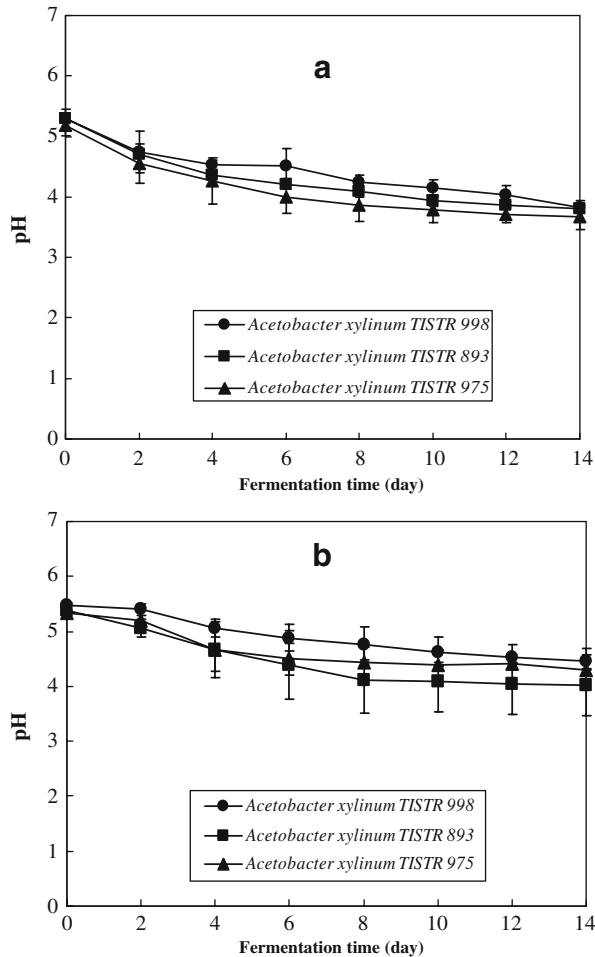 7
6
5
4
3
2
1
0
pH
a
Acetobacter xylinum TISTR 998
Acetobacter xylinum TISTR 893
Acetobacter xylinum TISTR 975
0 2 4 6 8 10 12 14
Fermentation time (day)
7
6
5
4
3
2
1
0
pH
b
Acetobacter xylinum TISTR 998
Acetobacter xylinum TISTR 893
Acetobacter xylinum TISTR 975
0 2 4 6 8 10 12 14
Fermentation time (day)